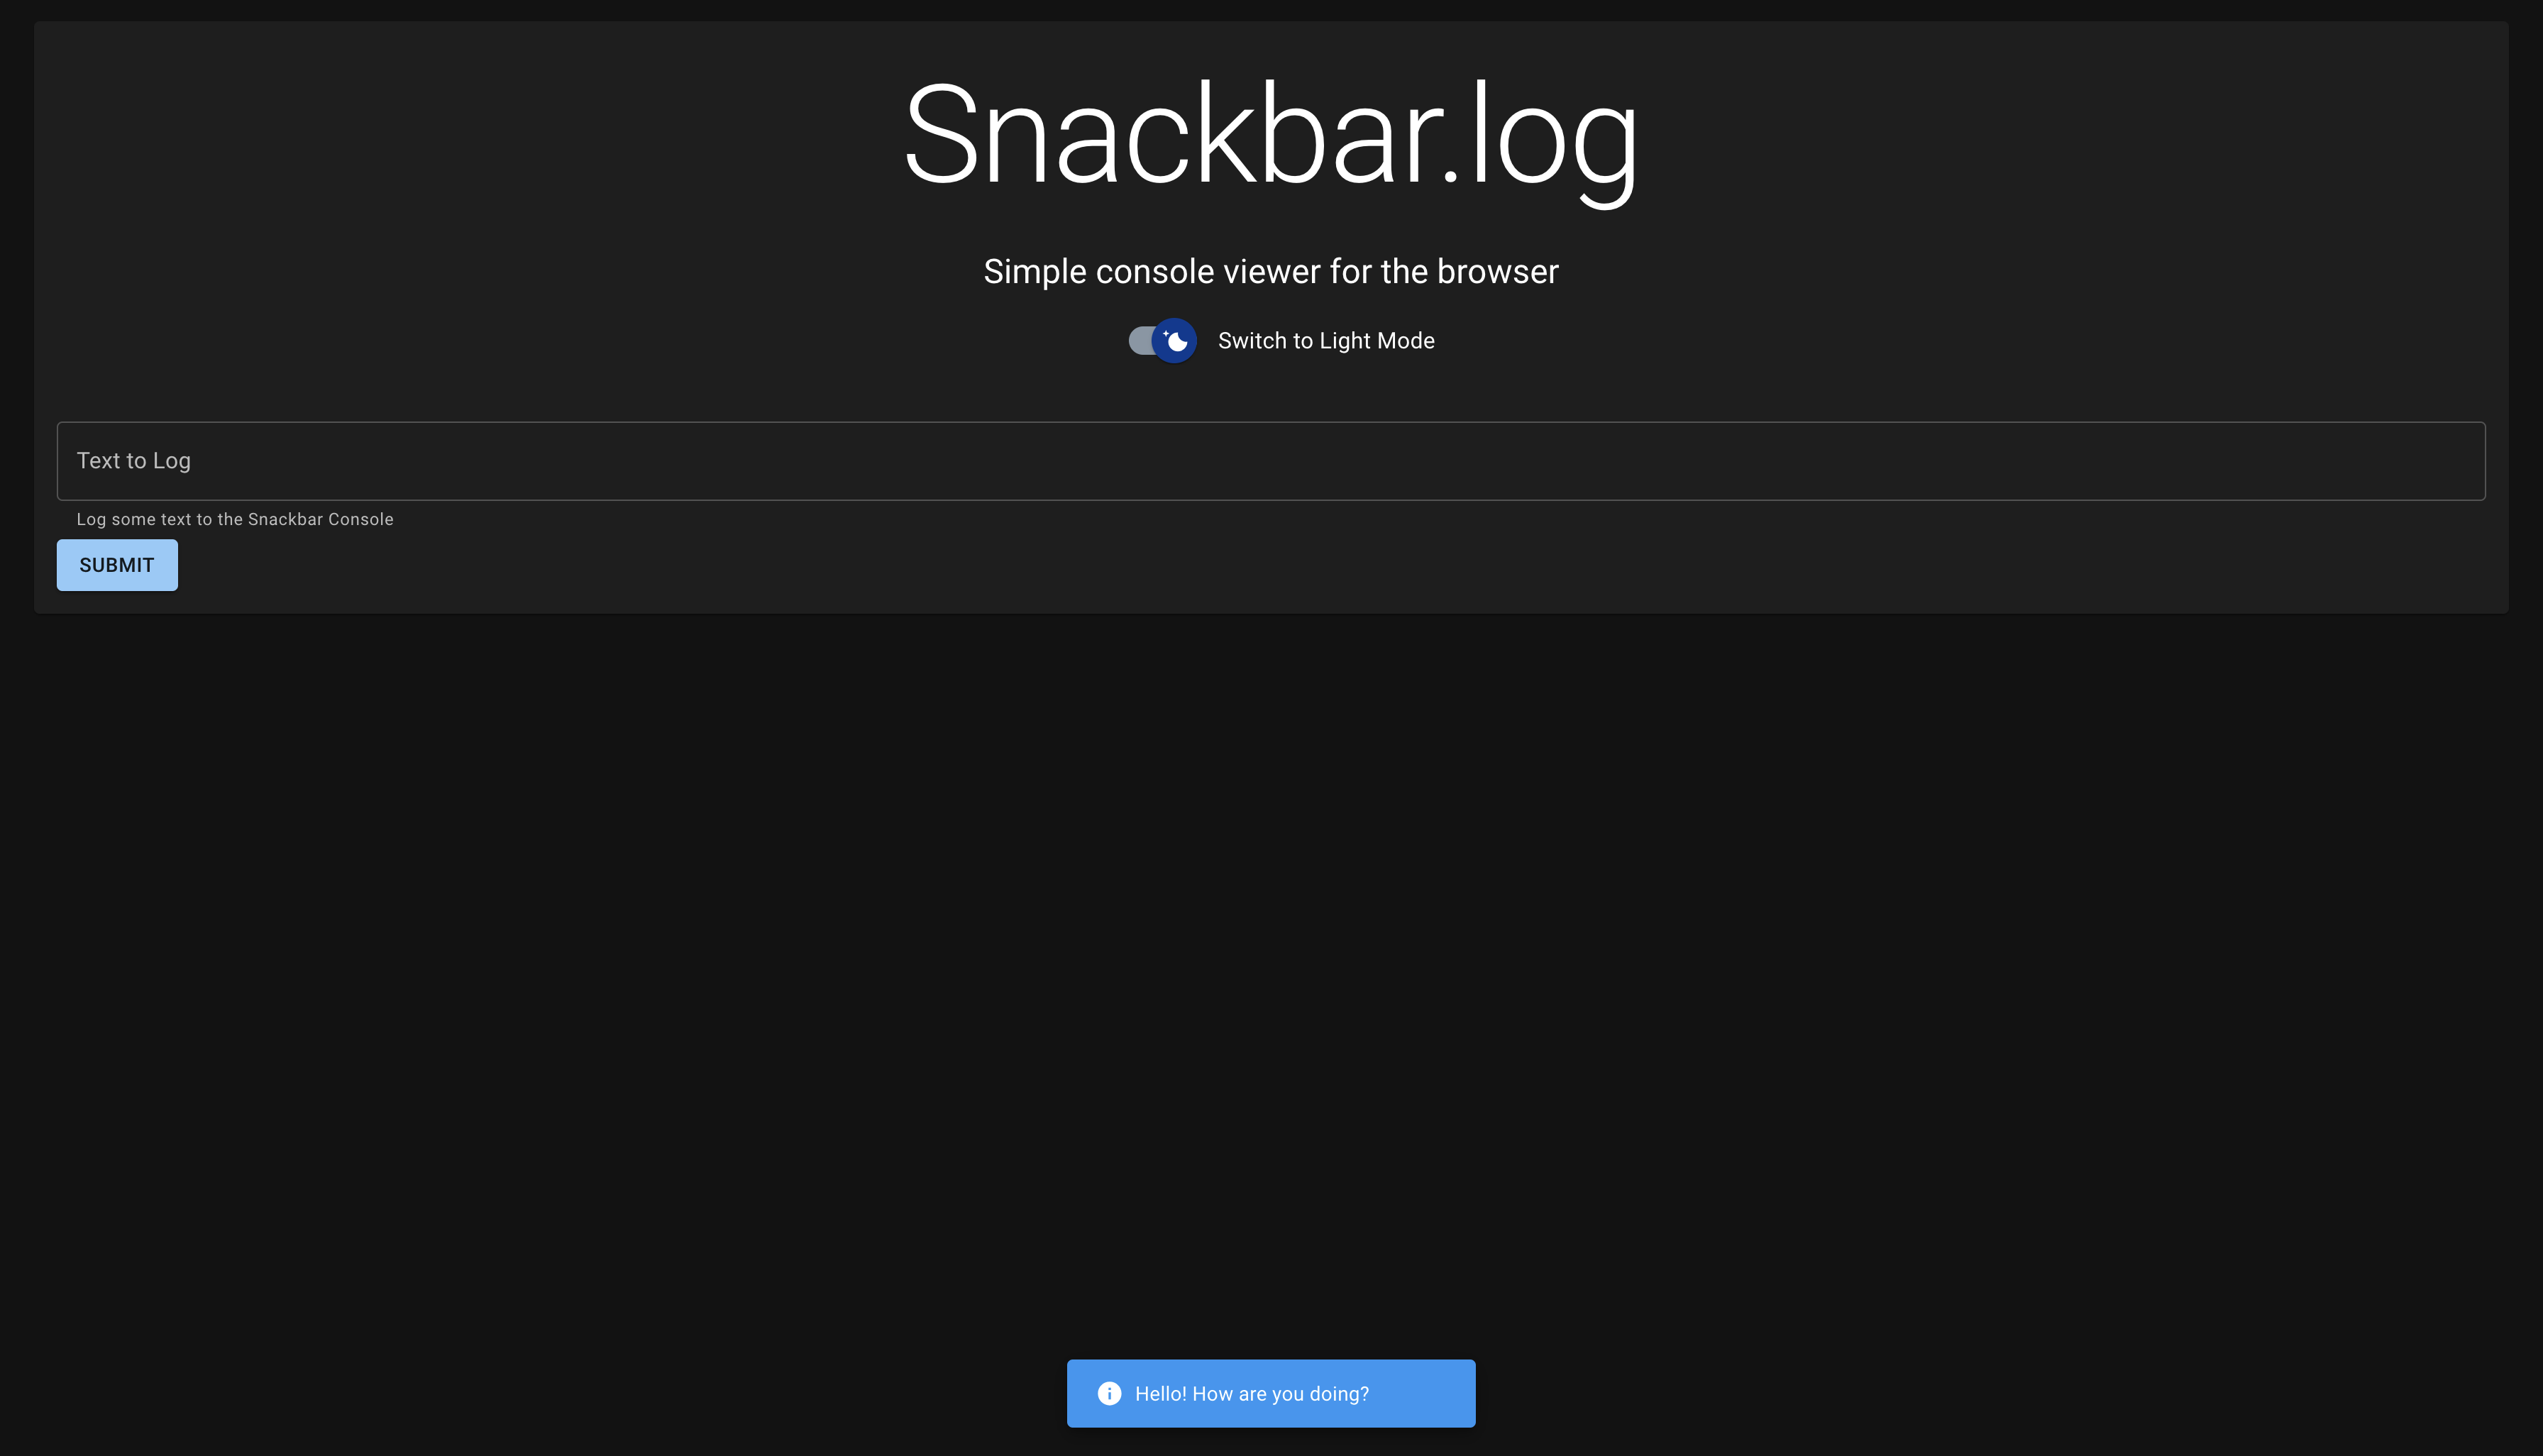 Snackbar.log
Simple console viewer for the browser
Switch to Light Mode
Text to Log
Log some text to the Snackbar Console
SUBMIT
Hello! How are you doing?